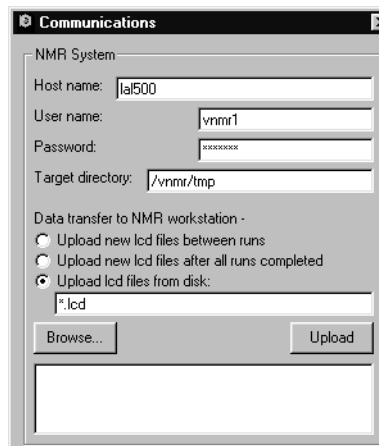 Communications
NMR System
Host name: lal500
User name: vnmr1
Password: xxxxxxx
Target directory: /vnmr/tmp
Data transfer to NMR workstation -
Upload new lcd files between runs
Upload new lcd files after all runs completed
Upload lcd files from disk:
*.lcd
Browse... Upload